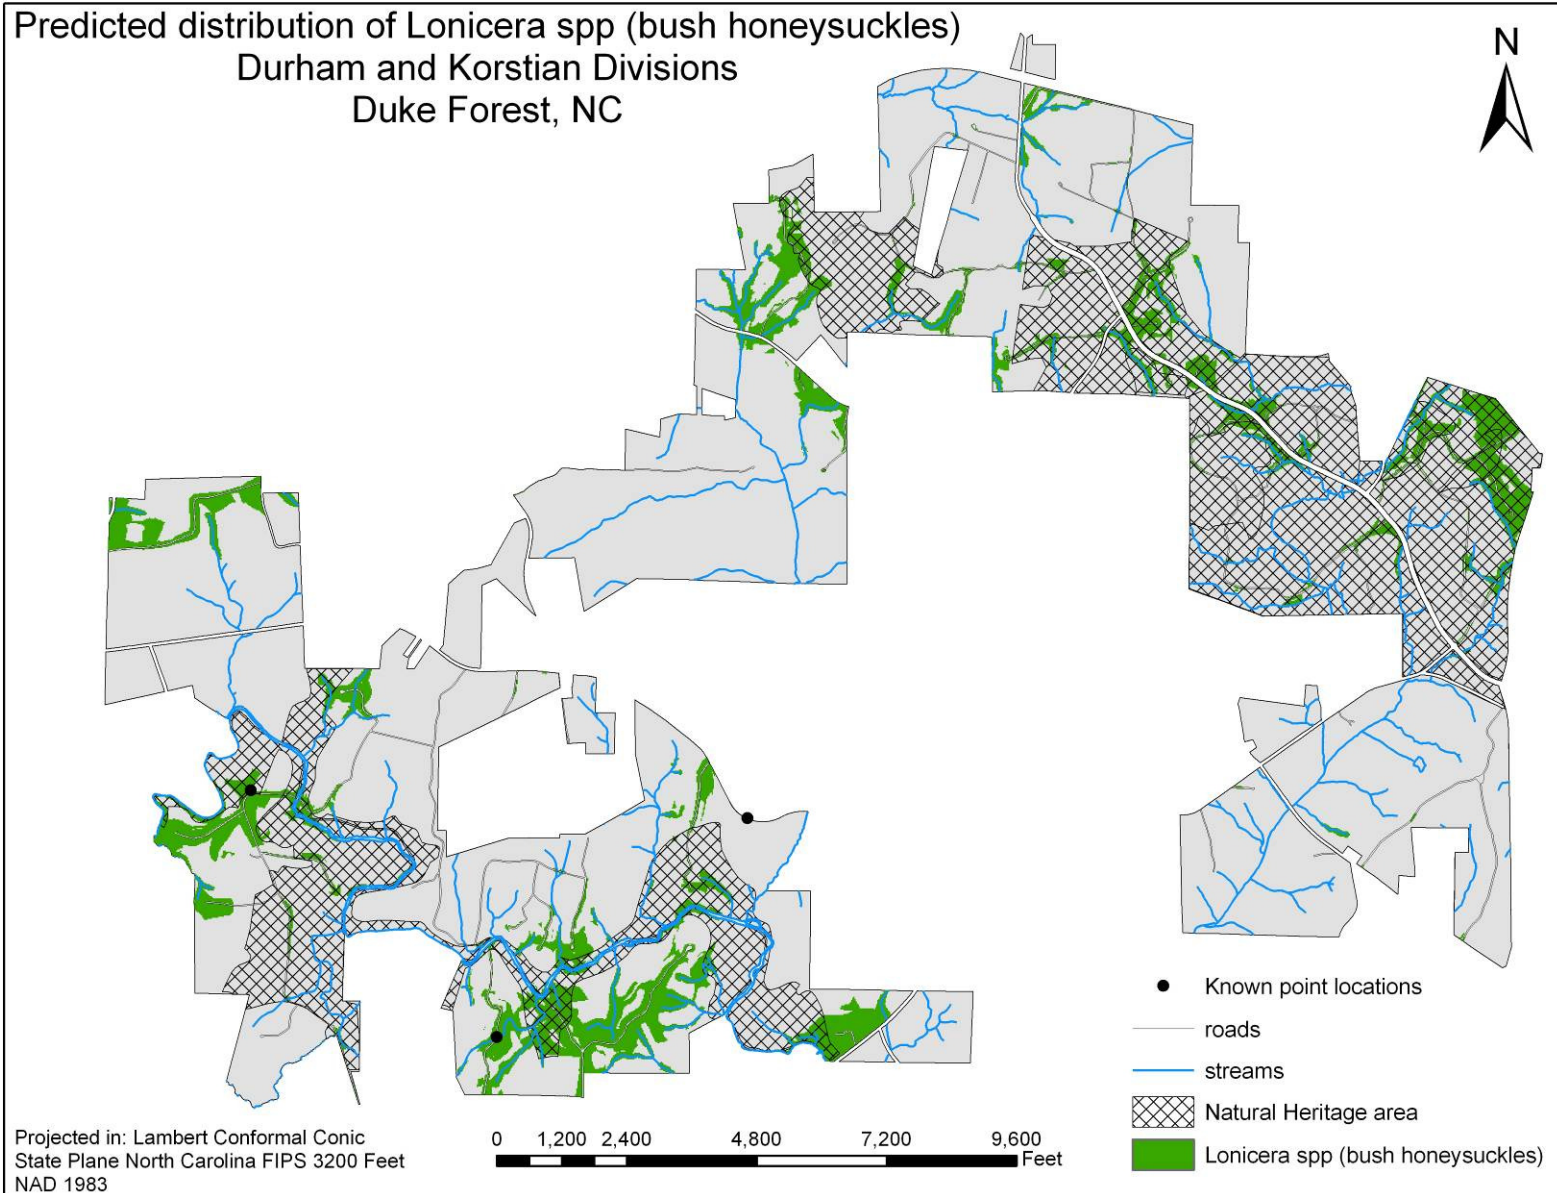 Predicted distribution of Lonicera spp (bush honeysuckles)
Durham and Korstian Divisions
Duke Forest, NC
N
Known point locations
roads
streams
Natural Heritage area
Lonicera spp (bush honeysuckles)
Projected in: Lambert Conformal Conic
State Plane North Carolina FIPS 3200 Feet
NAD 1983
0 1,200 2,400 4,800 7,200 9,600
Feet